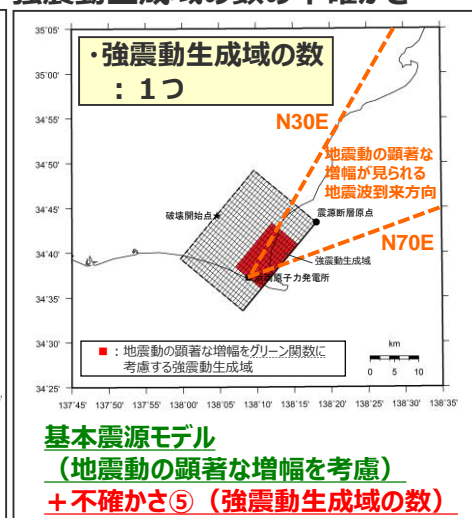 強震動生成域の数の不確かさ
・強震動生成域の数
：１つ
N30E
地震動の顕著な
増幅が見られる
地震波到来方向
破壊開始点
震源断層原点
N70E
強震動生成域
原子力発電所
■：地震動の顕著な増幅をグリーン関数に
考慮する強震動生成域
km
0 5 10
35°05'
35°00'
34°55'
34°50'
34°45'
34°40'
34°35'
34°30'
34°25'
137°45' 137°50' 137°55' 138°00' 138°05' 138°10' 138°15' 138°20' 138°25' 138°30' 138°35'
基本震源モデル
（地震動の顕著な増幅を考慮）
＋不確かさ⑤（強震動生成域の数）